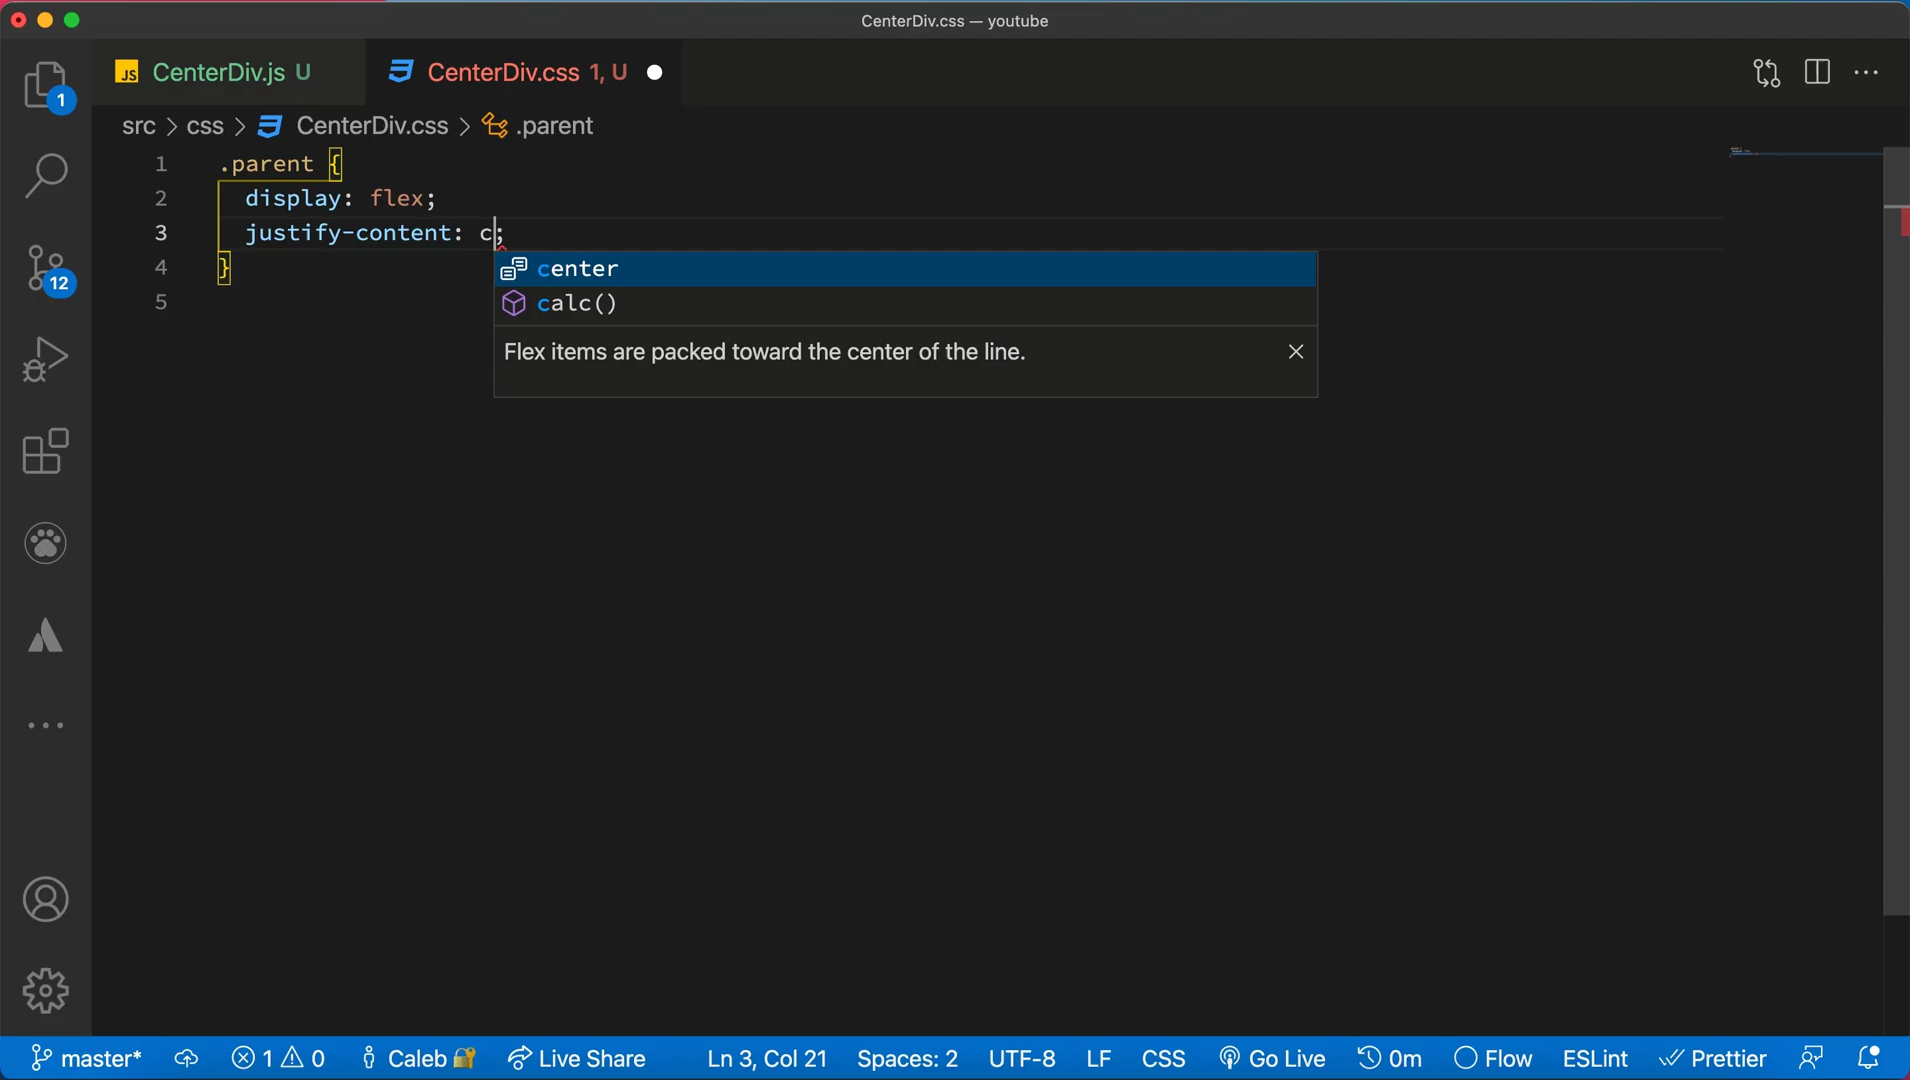 CenterDiv.css — youtube
JS CenterDiv.js U
CenterDiv.css 1, U
src > css > CenterDiv.css > .parent
1 .parent {
2 display: flex;
3 justify-content: c;
4 }
5
center
calc()
Flex items are packed toward the center of the line.
1
12
master* 1 0 Caleb Live Share Ln 3, Col 21 Spaces: 2 UTF-8 LF CSS Go Live 0m Flow ESLint Prettier